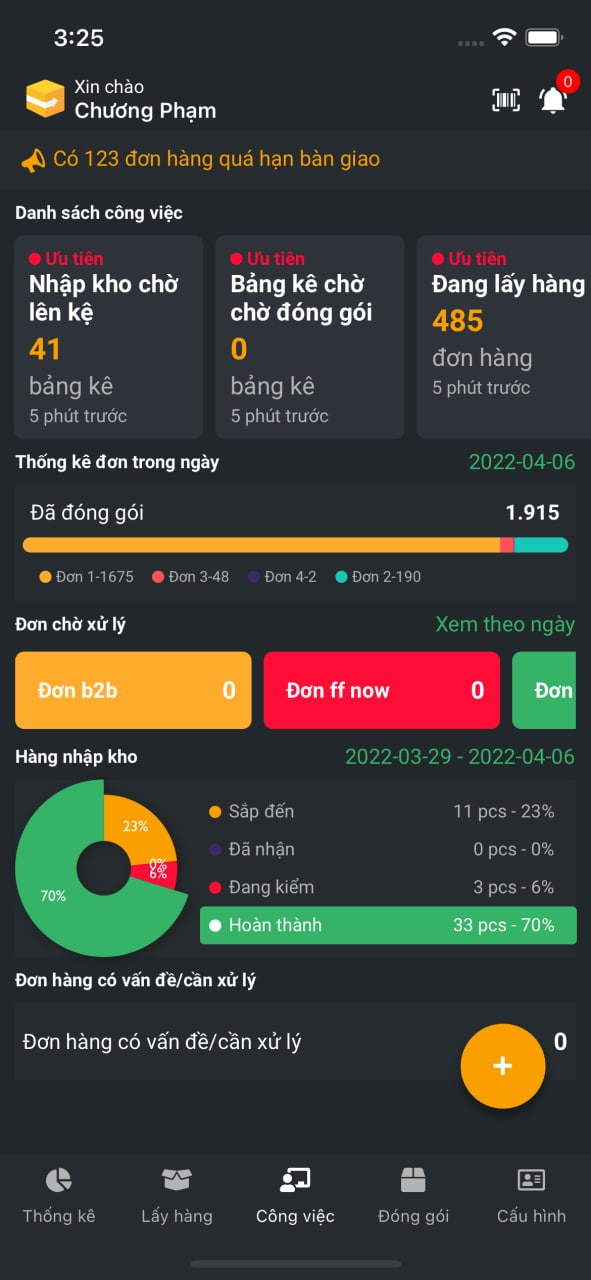 3:25
Xin chào
Chương Phạm
0
Có 123 đơn hàng quá hạn bàn giao
Danh sách công việc
Ưu tiên
Nhập kho chờ
lên kệ
41
bảng kê
5 phút trước
Ưu tiên
Bảng kê chờ
chờ đóng gói
0
bảng kê
5 phút trước
Ưu tiên
Đang lấy hàng
485
đơn hàng
5 phút trước
Thống kê đơn trong ngày 2022-04-06
Đã đóng gói 1.915
Đơn 1-1675 Đơn 3-48 Đơn 4-2 Đơn 2-190
Đơn chờ xử lý Xem theo ngày
Đơn b2b 0 Đơn ff now 0 Đơn
Hàng nhập kho 2022-03-29 - 2022-04-06
23%
0%
6%
70%
Sắp đến 11 pcs - 23%
Đã nhận 0 pcs - 0%
Đang kiểm 3 pcs - 6%
Hoàn thành 33 pcs - 70%
Đơn hàng có vấn đề/cần xử lý
Đơn hàng có vấn đề/cần xử lý 0
+
Thống kê Lấy hàng Công việc Đóng gói Cấu hình